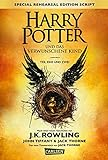 SPECIAL REHEARSAL EDITION SCRIPT
HARRY
POTTER
UND DAS
VERWUNSCHENE KIND
TEIL EINS UND ZWEI
J.K. ROWLING
JOHN TIFFANY & JACK THORNE
CARLSEN